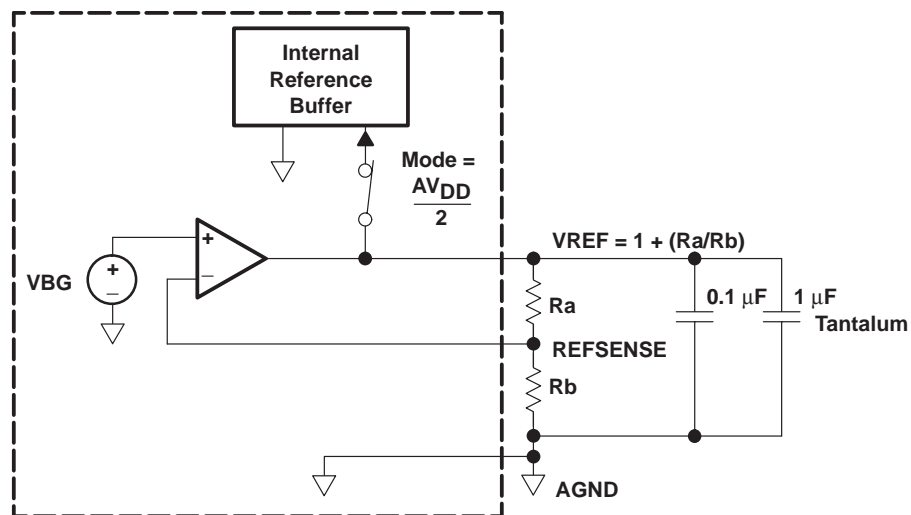 Internal
Reference
Buffer
Mode =
AVDD
2
VBG
+
−
+
−
VREF = 1 + (Ra/Rb)
Ra
0.1 μF
1 μF
Tantalum
REFSENSE
Rb
AGND